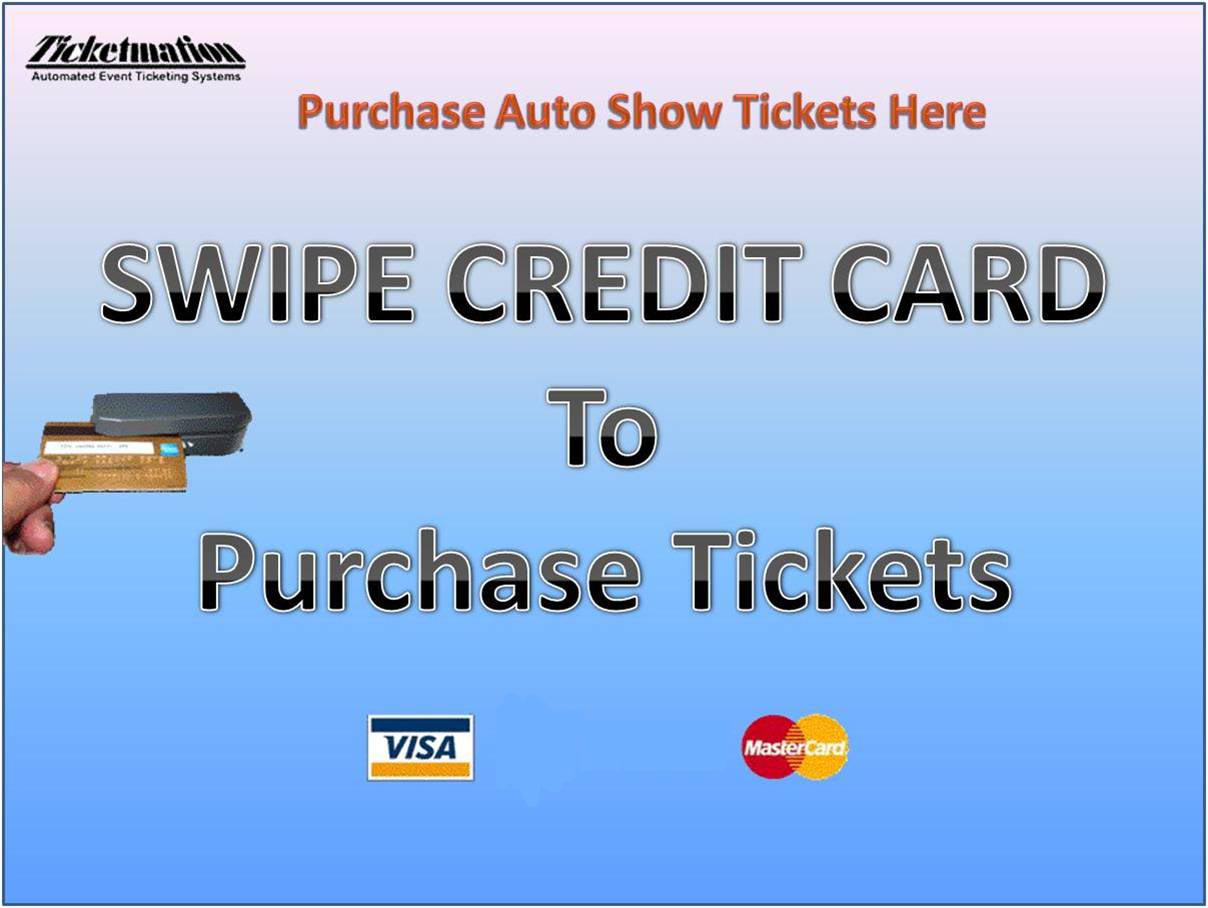 Ticketmation
Automated Event Ticketing Systems
Purchase Auto Show Tickets Here
SWIPE CREDIT CARD
To
Purchase Tickets
VISA
MasterCard